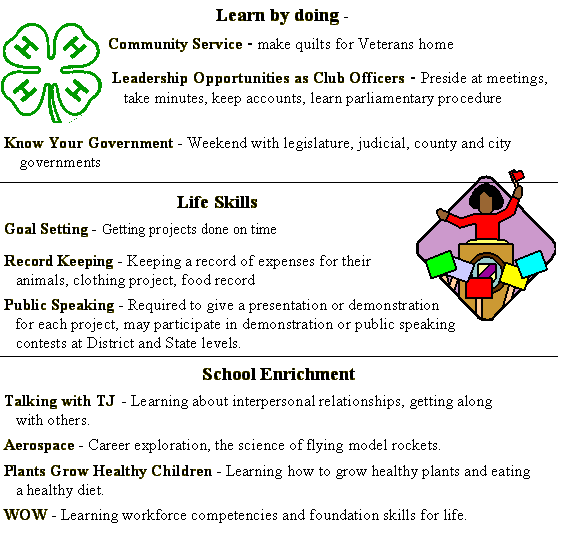 Learn by doing -
H H
Community Service - make quilts for Veterans home
Leadership Opportunities as Club Officers - Preside at meetings,
take minutes, keep accounts, learn parliamentary procedure
H H
Know Your Government - Weekend with legislature, judicial, county and city
governments
Life Skills
Goal Setting - Getting projects done on time
Record Keeping - Keeping a record of expenses for their
animals, clothing project, food record
Public Speaking - Required to give a presentation or demonstration
for each project, may participate in demonstration or public speaking
contests at District and State levels.
School Enrichment
Talking with TJ - Learning about interpersonal relationships, getting along
with others.
Aerospace - Career exploration, the science of flying model rockets.
Plants Grow Healthy Children - Learning how to grow healthy plants and eating
a healthy diet.
WOW - Learning workforce competencies and foundation skills for life.